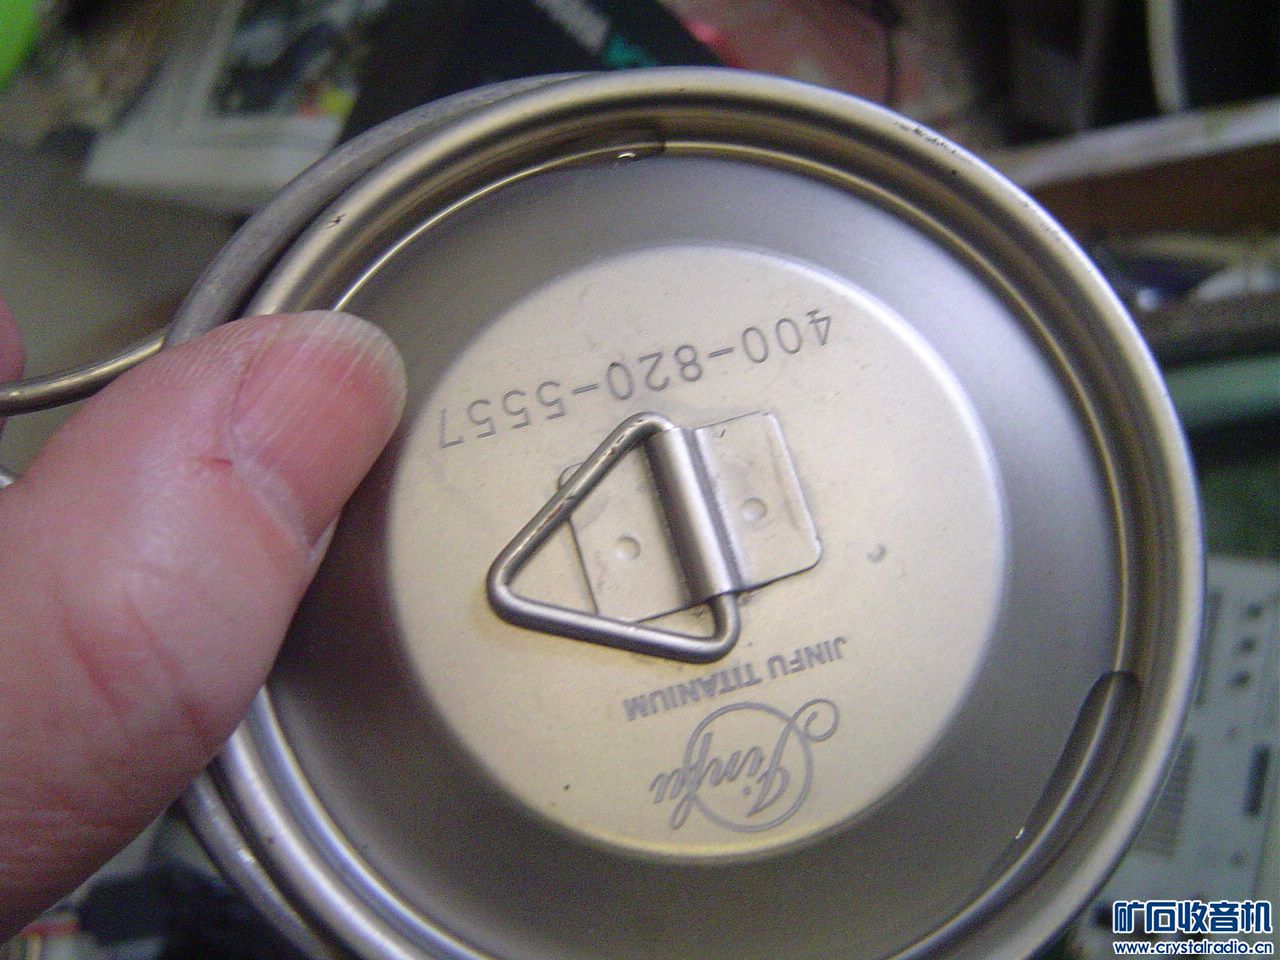 Jinfu
JINFU TITANIUM
400-820-5557
矿石收音机
www.crystalradio.cn